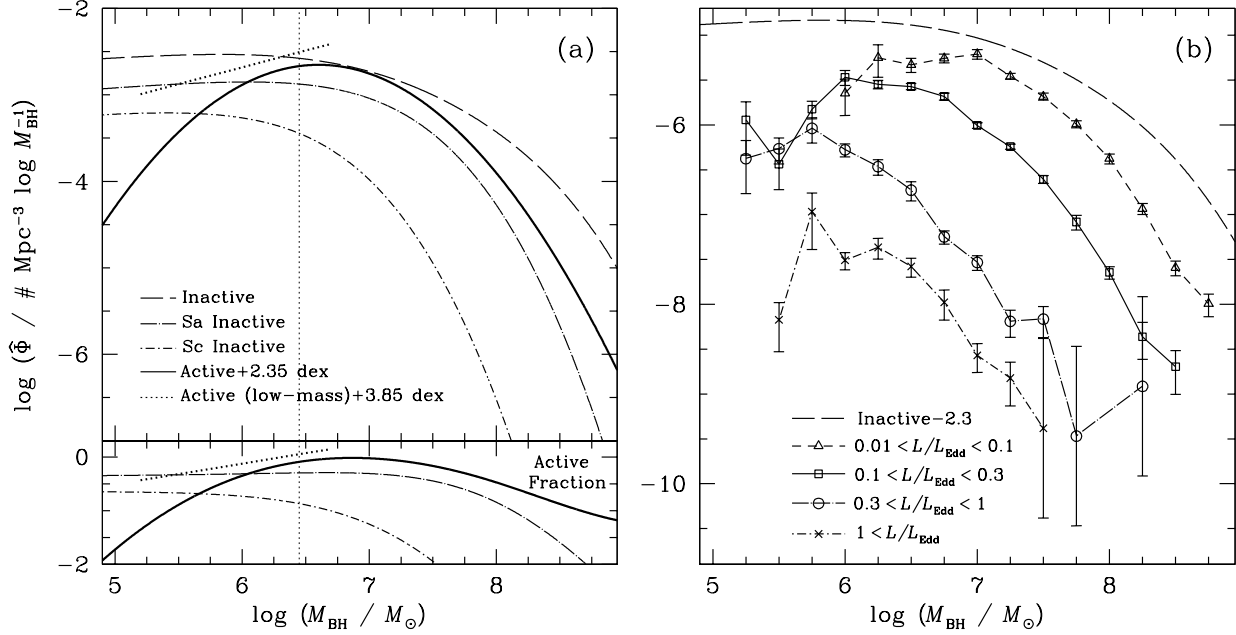 -2
-4
-6
0
-2
5
6
7
8
log (Φ̂ / # Mpc⁻³ log M_BH⁻¹)
log (M_BH / M_⊙)
(a)
Inactive
Sa Inactive
Sc Inactive
Active+2.35 dex
Active (low-mass)+3.85 dex
Active
Fraction
(b)
-6
-8
-10
Inactive-2.3
0.01 < L/L_Edd < 0.1
0.1 < L/L_Edd < 0.3
0.3 < L/L_Edd < 1
1 < L/L_Edd
5
6
7
8
log (M_BH / M_⊙)